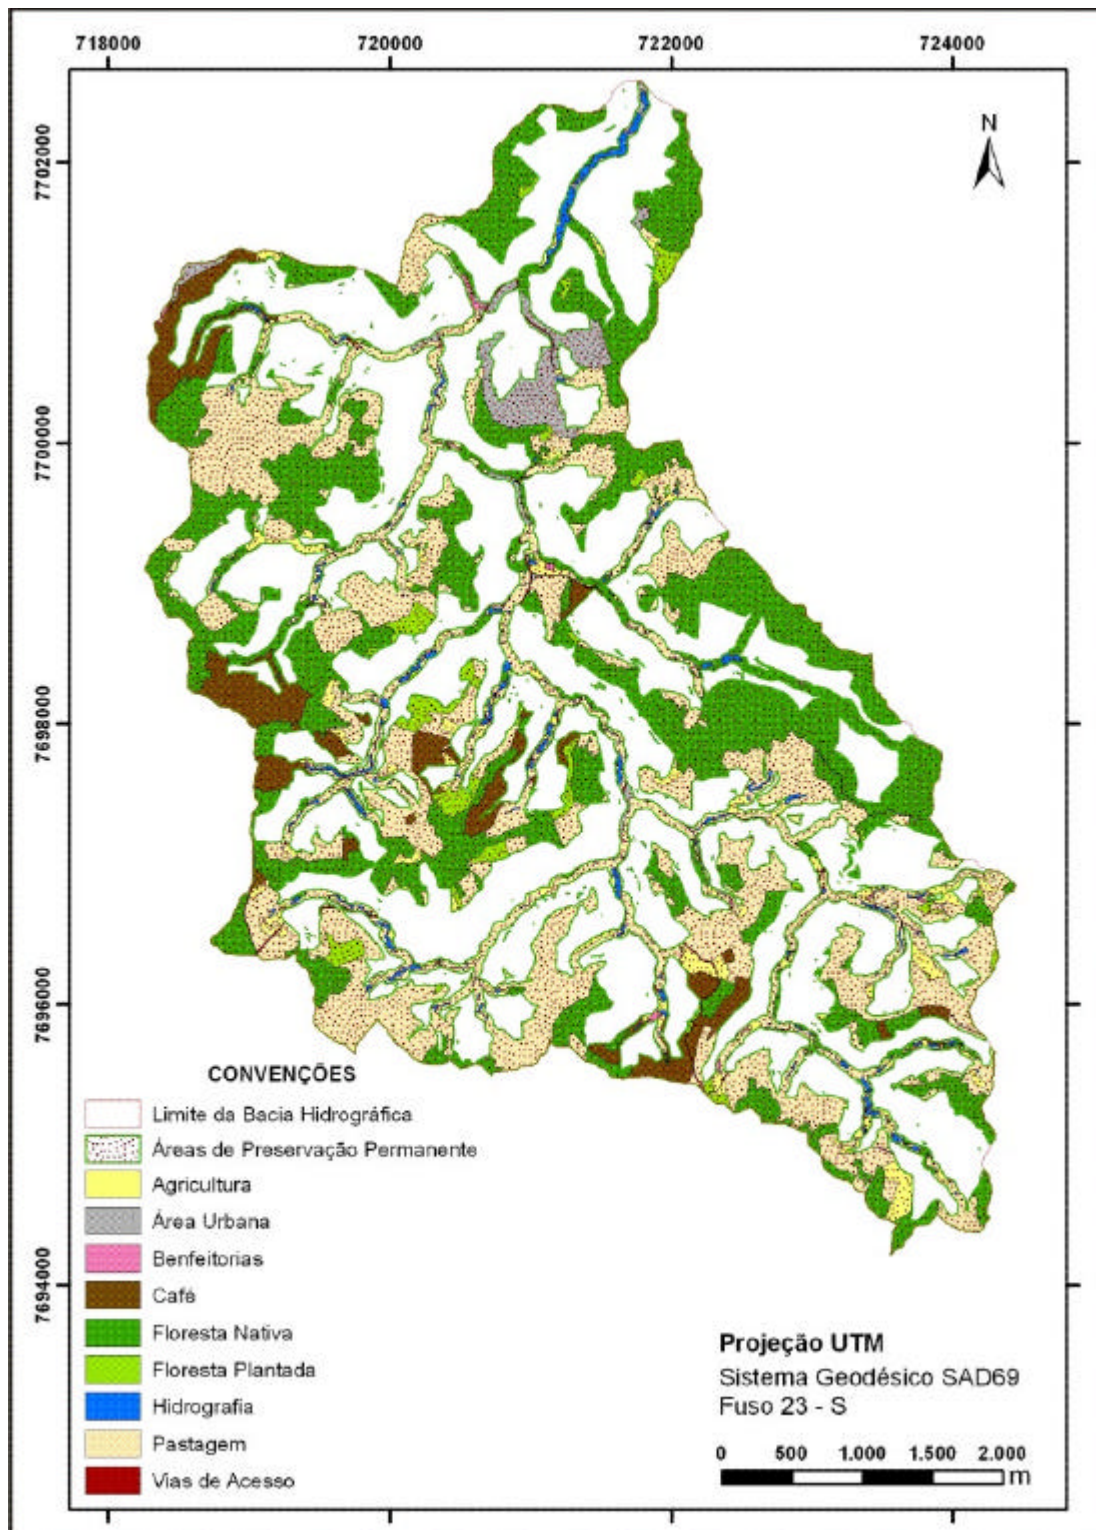 718000 720000 722000 724000
N
7702000
7700000
7698000
7696000
7694000
CONVENÇÕES
Limite da Bacia Hidrográfica
Áreas de Preservação Permanente
Agricultura
Área Urbana
Benfeitorias
Café
Floresta Nativa
Floresta Plantada
Hidrografia
Pastagem
Vias de Acesso
Projeção UTM
Sistema Geodésico SAD69
Fuso 23 - S
0 500 1.000 1.500 2.000
m